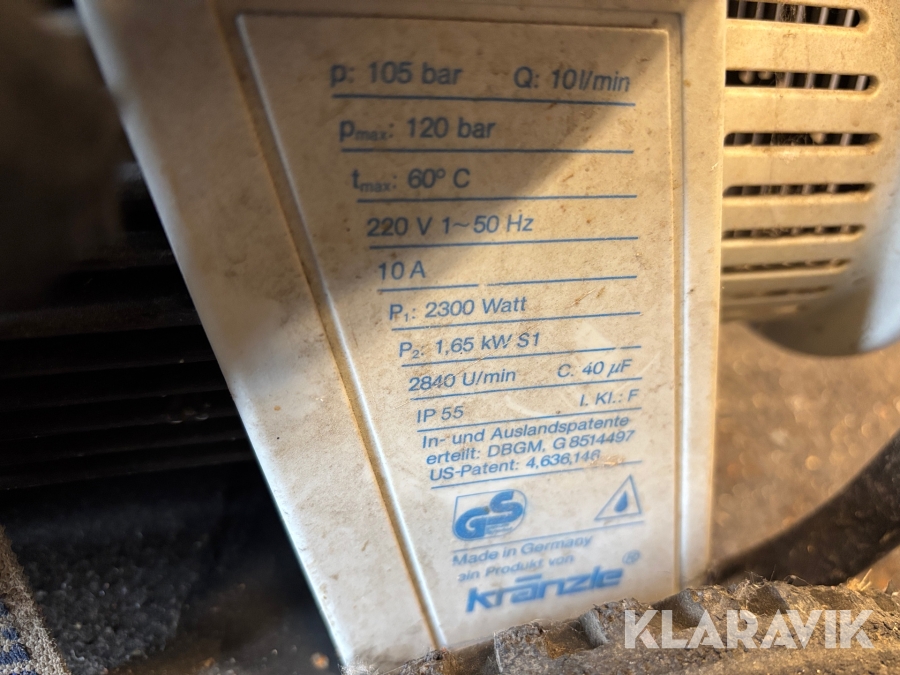 p: 105 bar Q: 10 l/min
pmax: 120 bar
tmax: 60° C
220 V 1~50 Hz
10 A
P1: 2300 Watt
P2: 1,65 kW S1
2840 U/min C. 40 µF
IP 55 I. Kl.: F
In- und Auslandspatente
erteilt: DBGM, G 8514497
US-Patent: 4,636,146
GS
Made in Germany
ein Produkt von
Kränzle ®
KLARAVIK